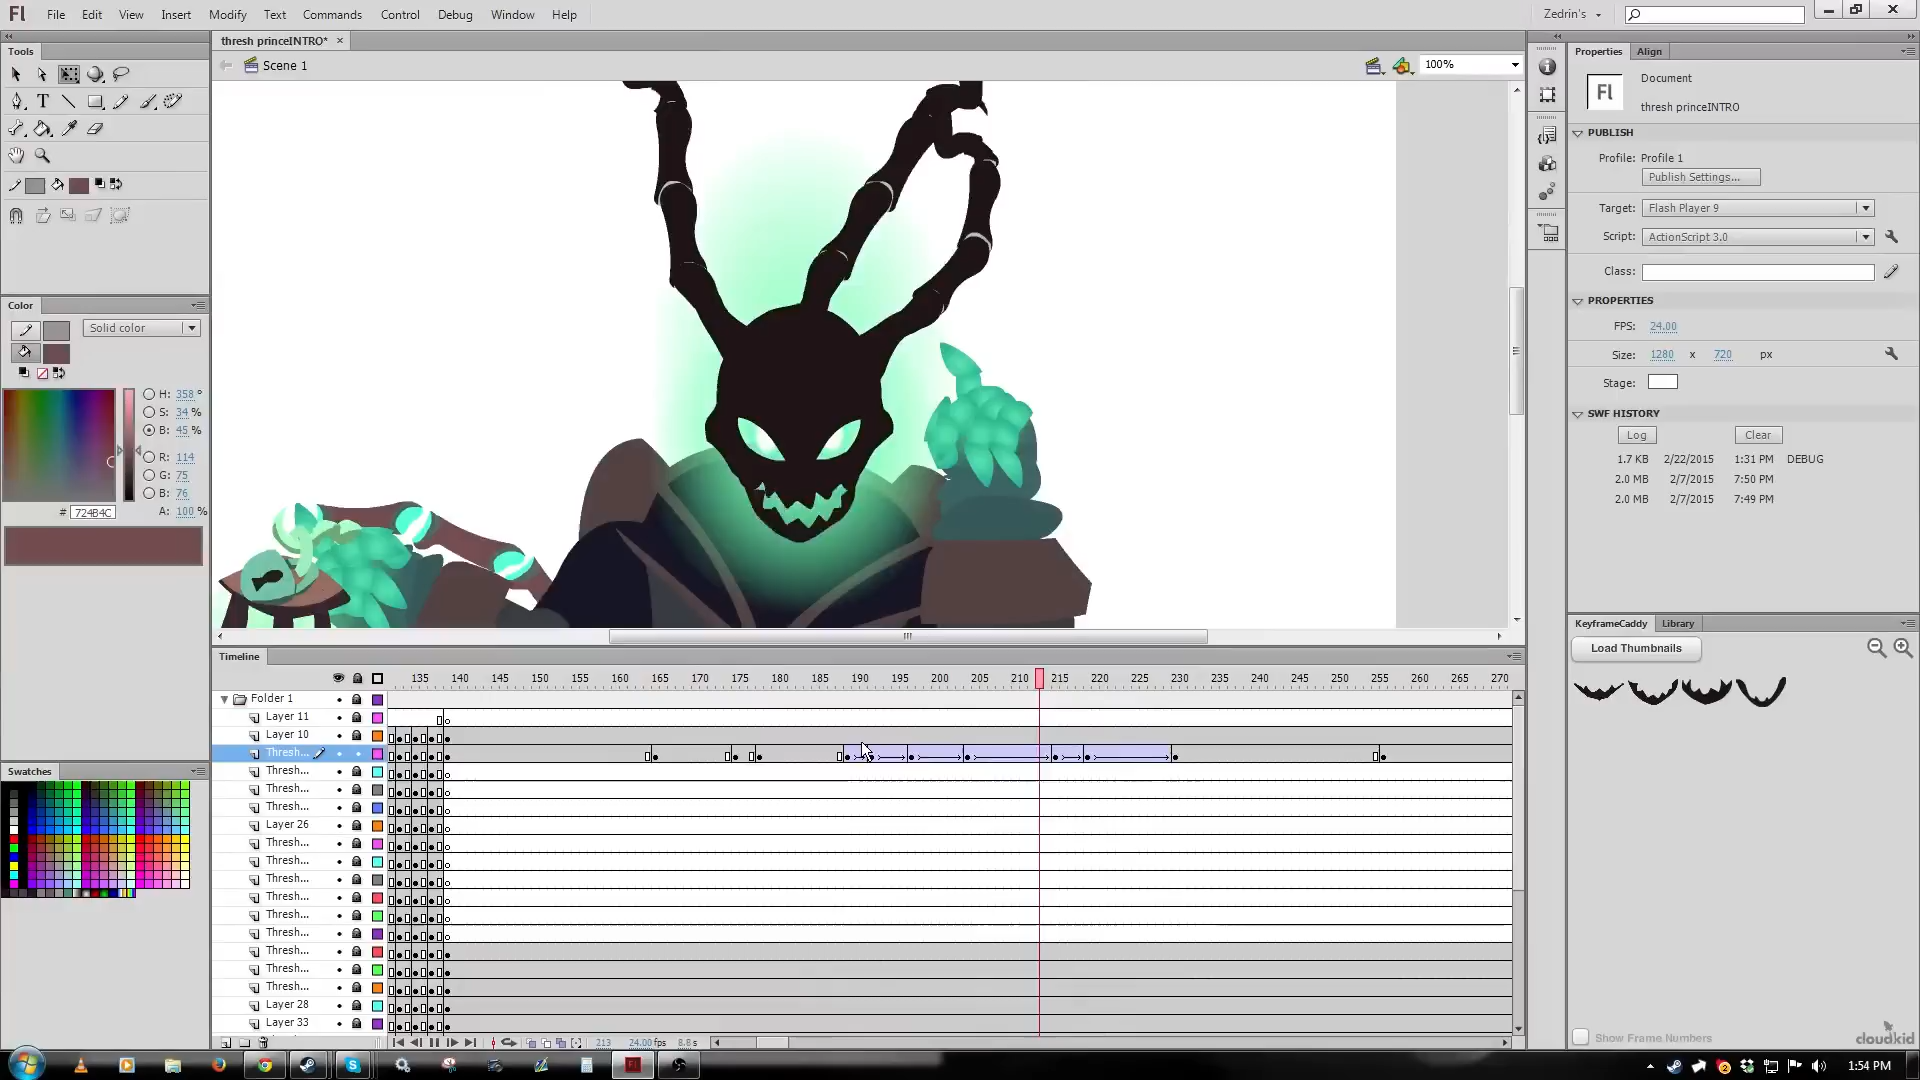 Fl File Edit View Insert Modify Text Commands Control Debug Window Help Zedrin's
Tools
thresh princeINTRO*
Properties Align
Scene 1
100%
Document
Fl
thresh princeINTRO
PUBLISH
Profile: Profile 1
Publish Settings...
Target: Flash Player 9
Script: ActionScript 3.0
Class:
PROPERTIES
FPS: 24.00
Size: 1280 x 720 px
Stage:
SWF HISTORY
Log Clear
1.7 KB 2/22/2015 1:31 PM DEBUG
2.0 MB 2/7/2015 7:50 PM
2.0 MB 2/7/2015 7:49 PM
Color
Solid color
H: 358 °
S: 34 %
B: 45 %
R: 114
G: 75
B: 76
# 724B4C
A: 100 %
KeyframeCaddy Library
Load Thumbnails
Show Frame Numbers
cloudkid
Swatches
Timeline
135 140 145 150 155 160 165 170 175 180 185 190 195 200 205 210 215 220 225 230 235 240 245 250 255 260 265 270
Folder 1
Layer 11
Layer 10
Thresh...
Thresh...
Thresh...
Thresh...
Layer 26
Thresh...
Thresh...
Thresh...
Thresh...
Thresh...
Thresh...
Thresh...
Thresh...
Thresh...
Layer 28
Layer 33
213 24.00 fps 8.8 s
1:54 PM